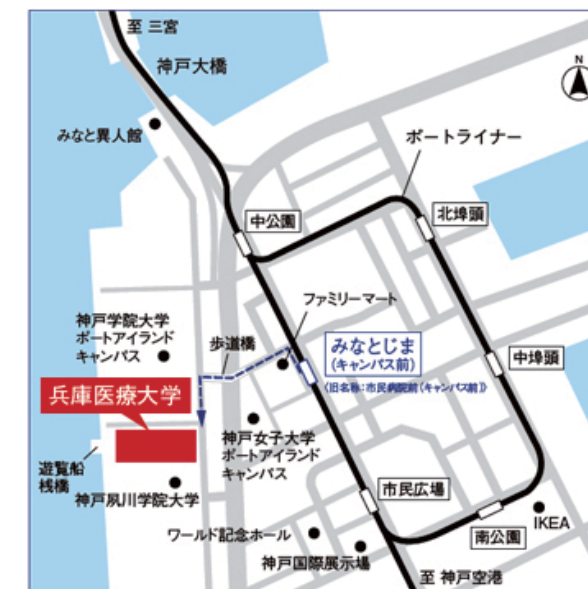 至 三宮
神戸大橋
N
みなと異人館
ポートライナー
中公園
北埠頭
ファミリーマート
神戸学院大学
ポートアイランド
キャンパス
歩道橋
みなとじま
(キャンパス前)
中埠頭
兵庫医療大学
《旧名称:市民病院前(キャンパス前)》
神戸女子大学
ポートアイランド
キャンパス
遊覧船
桟橋
神戸夙川学院大学
市民広場
ワールド記念ホール
南公園
IKEA
神戸国際展示場
至 神戸空港